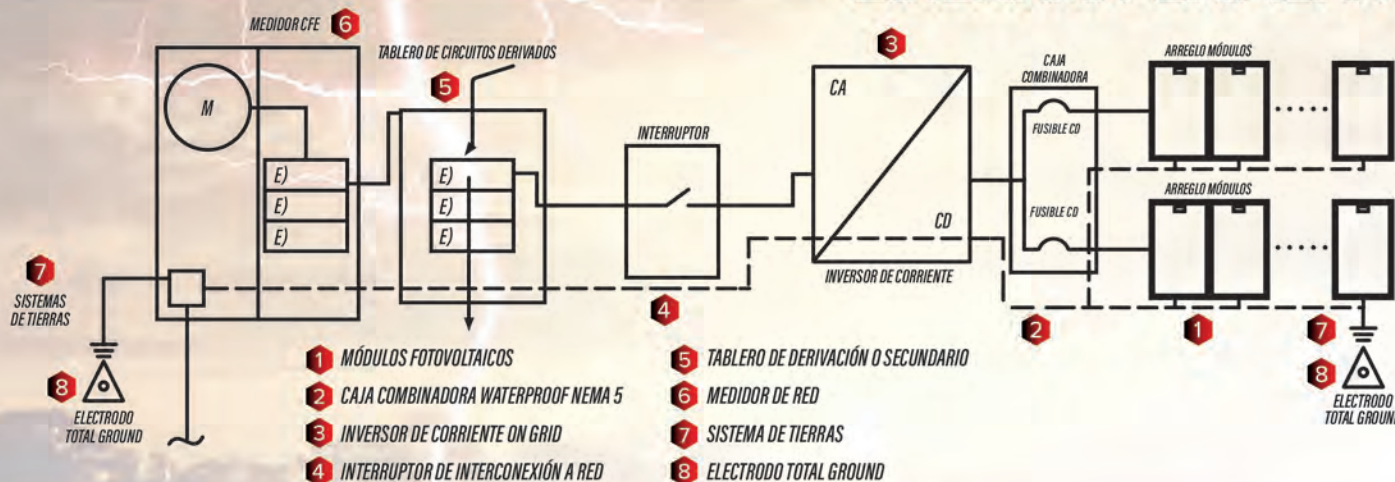 MEDIDOR CFE 6
TABLERO DE CIRCUITOS DERIVADOS
5
3
CAJA
COMBINADORA
ARREGLO MÓDULOS
M
CA
INTERRUPTOR
FUSIBLE CD
E)
E)
E)
E)
E)
E)
ARREGLO MÓDULOS
FUSIBLE CD
CD
INVERSOR DE CORRIENTE
7
SISTEMAS
DE TIERRAS
4
2
1
7
8
ELECTRODO
TOTAL GROUND
8
ELECTRODO
TOTAL GROUND
1 MÓDULOS FOTOVOLTAICOS
2 CAJA COMBINADORA WATERPROOF NEMA 5
3 INVERSOR DE CORRIENTE ON GRID
4 INTERRUPTOR DE INTERCONEXIÓN A RED
5 TABLERO DE DERIVACIÓN O SECUNDARIO
6 MEDIDOR DE RED
7 SISTEMA DE TIERRAS
8 ELECTRODO TOTAL GROUND